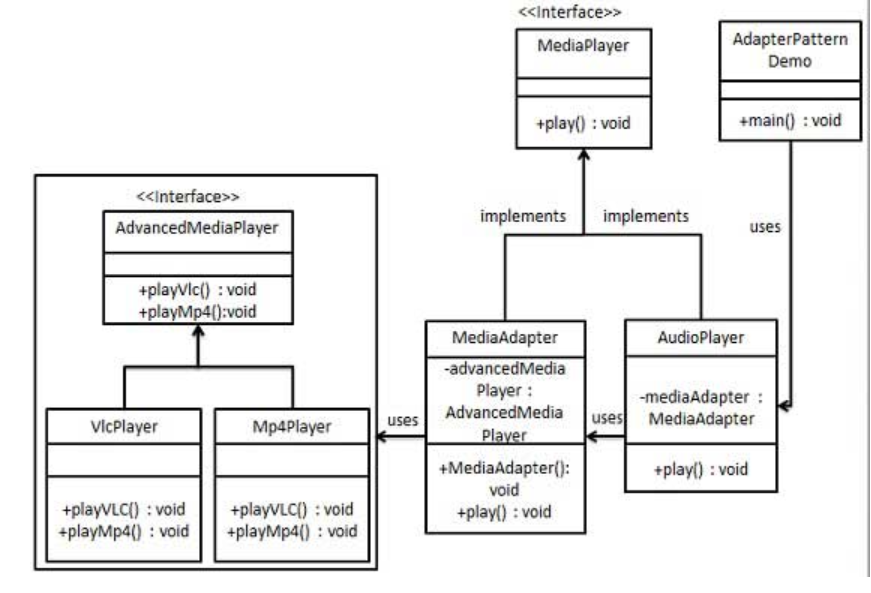 <<Interface>>
MediaPlayer
+play() : void
AdapterPattern
Demo
+main() : void
implements
implements
uses
<<Interface>>
AdvancedMediaPlayer
+playVlc() : void
+playMp4():void
VlcPlayer
+playVLC() : void
+playMp4() : void
Mp4Player
+playVLC() : void
+playMp4() : void
uses
MediaAdapter
-advancedMedia
Player :
AdvancedMedia
Player
+MediaAdapter():
void
+play() : void
uses
AudioPlayer
-mediaAdapter :
MediaAdapter
+play() : void